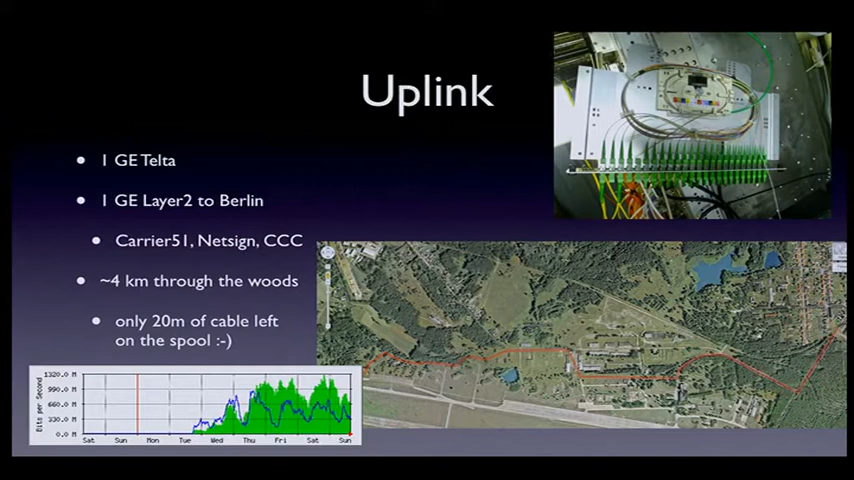 Uplink
1 GE Telta
1 GE Layer2 to Berlin
Carrier51, Netsign, CCC
~4 km through the woods
only 20m of cable left
on the spool :-)
Bits per Second
1320.0 M
990.0 M
660.0 M
330.0 M
0.0 M
Sat Sun Mon Tue Wed Thu Fri Sat Sun